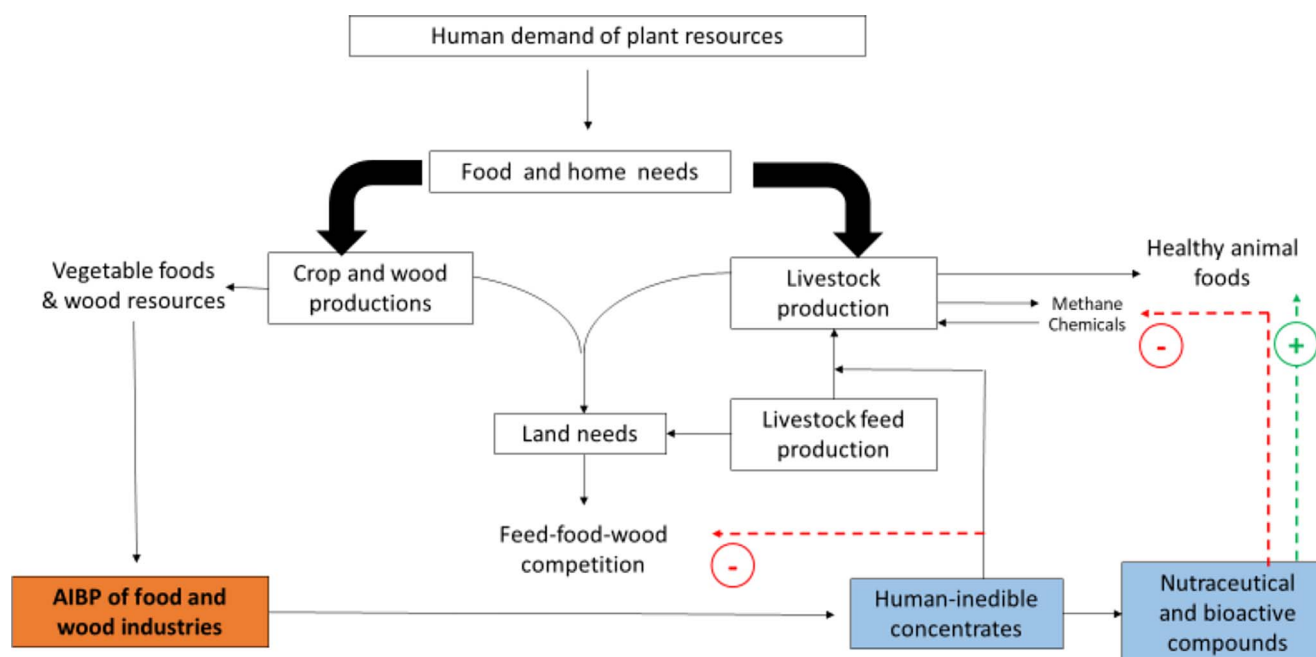 Human demand of plant resources
Food and home needs
Vegetable foods
& wood resources
Crop and wood
productions
Livestock
production
Healthy animal
foods
Methane
Chemicals
-
+
Land needs
Livestock feed
production
Feed-food-wood
competition
-
AIBP of food and
wood industries
Human-inedible
concentrates
Nutraceutical
and bioactive
compounds